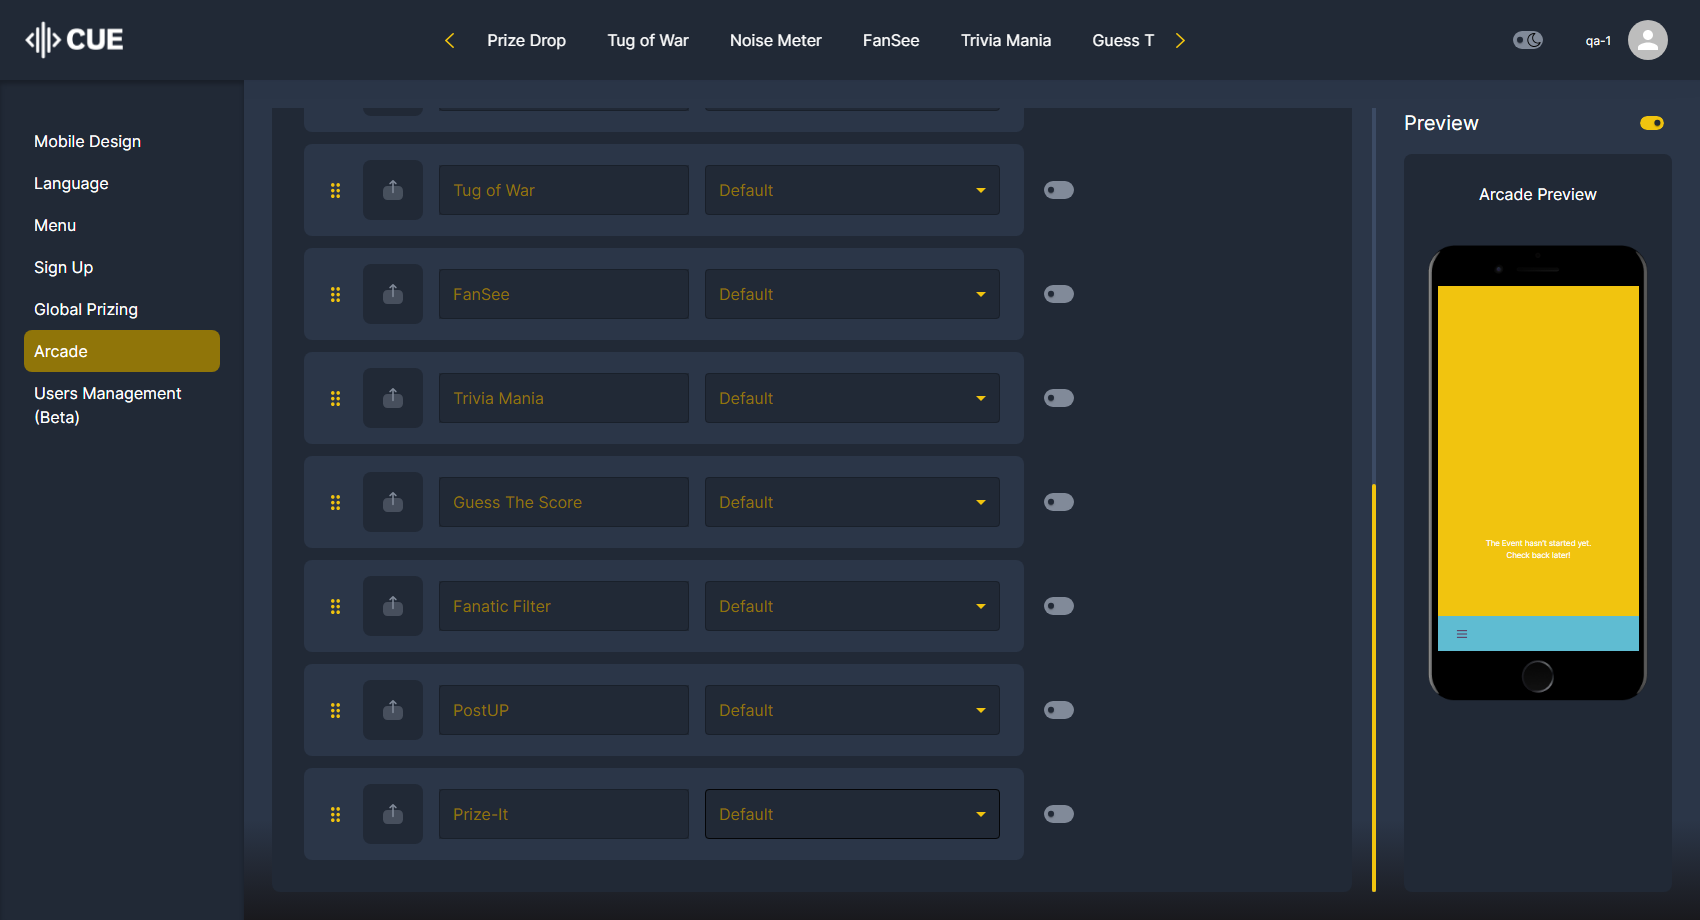 CUE
Prize Drop
Tug of War
Noise Meter
FanSee
Trivia Mania
Guess T
qa-1
Mobile Design
Language
Menu
Sign Up
Global Prizing
Arcade
Users Management
(Beta)
Tug of War
Default
FanSee
Default
Trivia Mania
Default
Guess The Score
Default
Fanatic Filter
Default
PostUP
Default
Prize-It
Default
Preview
Arcade Preview
The Event hasn't started yet.
Check back later!